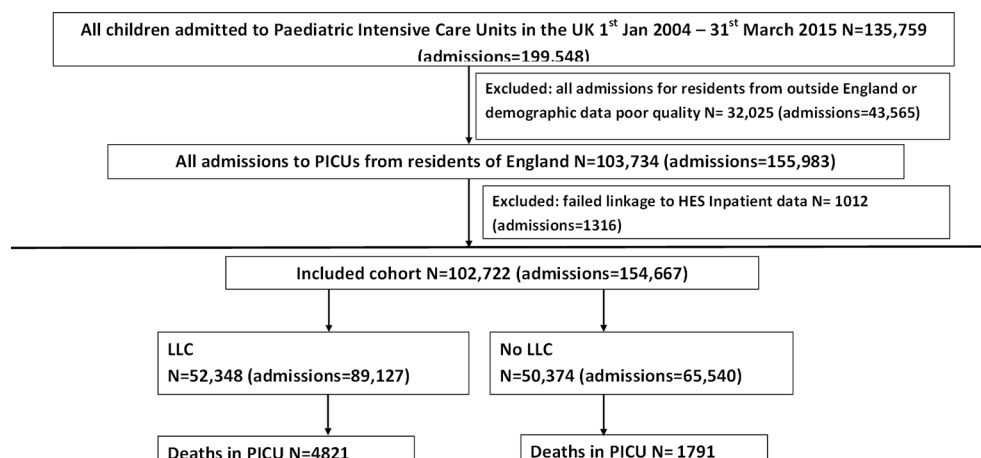 All children admitted to Paediatric Intensive Care Units in the UK 1st Jan 2004 – 31st March 2015 N=135,759
(admissions=199,548)
Excluded: all admissions for residents from outside England or
demographic data poor quality N= 32,025 (admissions=43,565)
All admissions to PICUs from residents of England N=103,734 (admissions=155,983)
Excluded: failed linkage to HES Inpatient data N= 1012
(admissions=1316)
Included cohort N=102,722 (admissions=154,667)
LLC
N=52,348 (admissions=89,127)
No LLC
N=50,374 (admissions=65,540)
Deaths in PICU N=4821
Deaths in PICU N= 1791